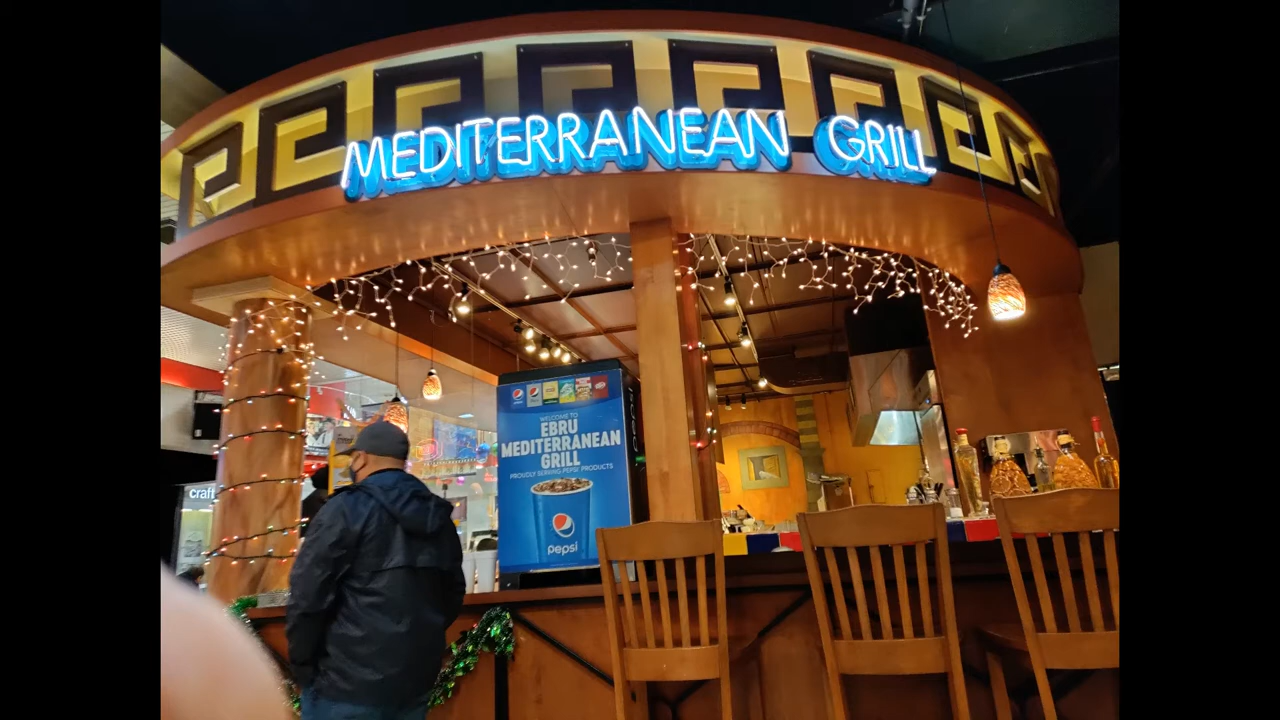 MEDITERRANEAN GRILL
WELCOME TO
EBRU
MEDITERRANEAN
GRILL
PROUDLY SERVING PEPSI PRODUCTS
pepsi
craft